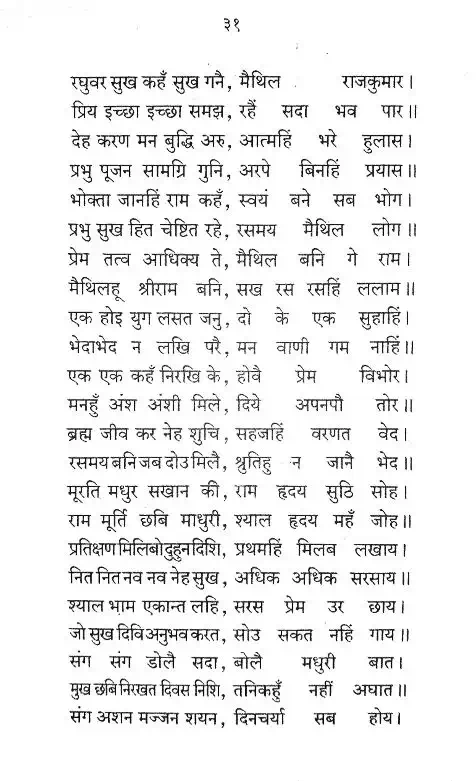 ३१
रघुवर सुख कहँ सुख गनै, मैथिल राजकुमार।
प्रिय इच्छा इच्छा समझ, रहैं सदा भव पार॥
देह करण मन बुद्धि अरु, आत्महिं भरे हुलास।
प्रभु पूजन सामग्रि गुनि, अरपे बिनहिं प्रयास॥
भोक्ता जानहिं राम कहँ, स्वयं बने सब भोग।
प्रभु सुख हित चेष्टित रहे, रसमय मैथिल लोग॥
प्रेम तत्व आधिक्य ते, मैथिल बनि गे राम।
मैथिलहू श्रीराम बनि, सख रस रसहिं ललाम॥
एक होइ युग लसत जनु, दो के एक सुहाहिं।
भेदाभेद न लखि परै, मन वाणी गम नाहिं॥
एक एक कहँ निरखि के, होवै प्रेम विभोर।
मनहुँ अंश अंशी मिले, दिये अपनपौ तोर॥
ब्रह्म जीव कर नेह शुचि, सहजहिं वरणत वेद।
रसमय बनि जब दोउ मिलै, श्रुतिहु न जानै भेद॥
मूरति मधुर सखान की, राम हृदय सुठि सोह।
राम मूर्ति छबि माधुरी, श्याल हृदय महँ जोह॥
प्रतिक्षण मिलिबो दुहुन दिशि, प्रथमहिं मिलब लखाय।
नित नित नव नव नेह सुख, अधिक अधिक सरसाय॥
श्याल भाम एकान्त लहि, सरस प्रेम उर छाय।
जो सुख दिवि अनुभव करत, सोउ सकत नहिं गाय॥
संग संग डोलै सदा, बोलै मधुरी बात।
मुख छबि निरखत दिवस निशि, तनिकहुँ नहीं अघात॥
संग अशन मज्जन शयन, दिनचर्या सब होय।